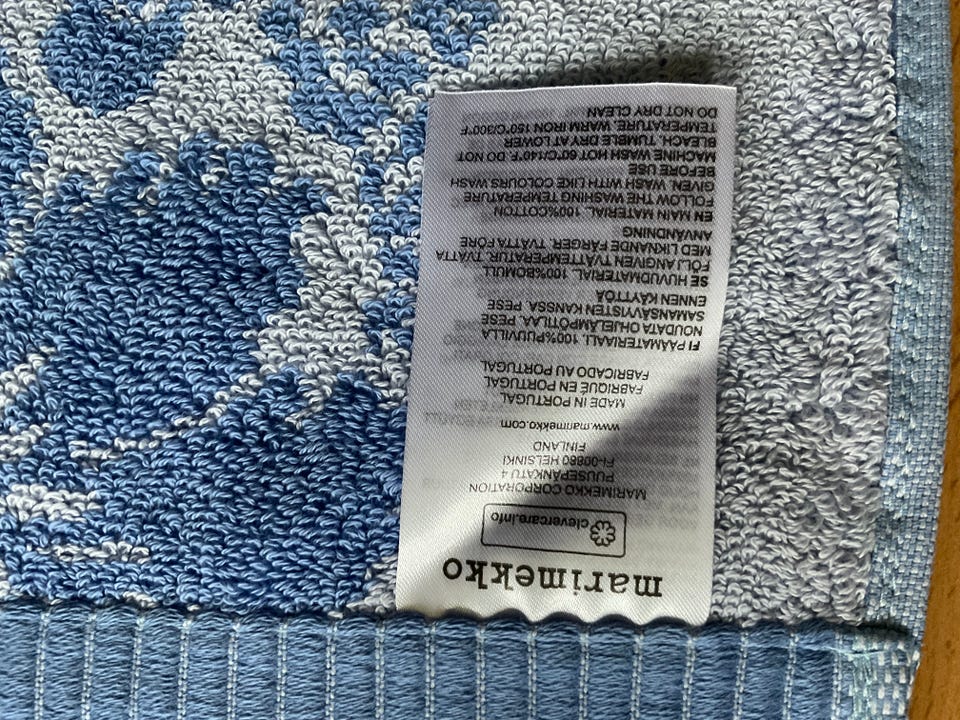 marimekko
clevercare.info
MARIMEKKO CORPORATION
PUUSEPÄNKATU 4
FI-00880 HELSINKI
FINLAND
www.marimekko.com
MADE IN PORTUGAL
FABRIQUÉ EN PORTUGAL
FABRICADO AU PORTUGAL
FI PÄÄMATERIAALI. 100%PUUVILLA
NOUDATA OHJELÄMPÖTILAA. PESE
SAMANSÄVISTEN KANSSA. PESE
ENNEN KÄYTTÖÄ
SE HUVUDMATERIAL. 100%BOMULL
FÖLJ ANGIVEN TVÄTTEMPERATUR. TVÄTTA
MED LIKNANDE FÄRGER. TVÄTTA FÖRE
ANVÄNDNING
EN MAIN MATERIAL. 100%COTTON
FOLLOW THE WASHING TEMPERATURE
GIVEN. WASH WITH LIKE COLOURS WASH
BEFORE USE
MACHINE WASH HOT 60°C/140°F. DO NOT
BLEACH. TUMBLE DRY AT LOWER
TEMPERATURE. WARM IRON 150°C/300°F
DO NOT DRY CLEAN